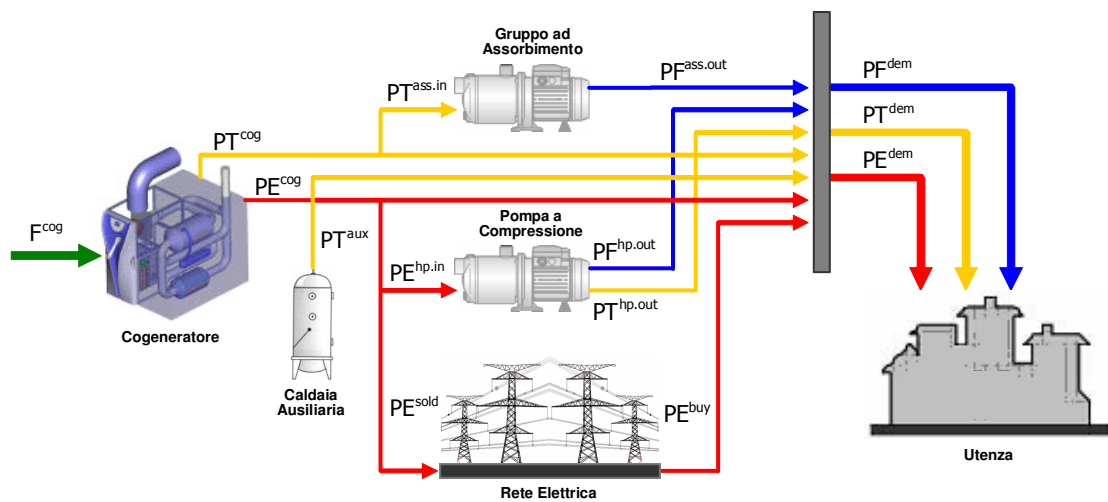 Gruppo ad
Assorbimento
PF^ass.out
PF^dem
PT^ass.in
PT^dem
PT^cog
PE^dem
PE^cog
Pompa a
Compressione
F^cog
PT^aux
PF^hp.out
PE^hp.in
PT^hp.out
Cogeneratore
Caldaia
Ausiliaria
PE^sold
PE^buy
Utenza
Rete Elettrica